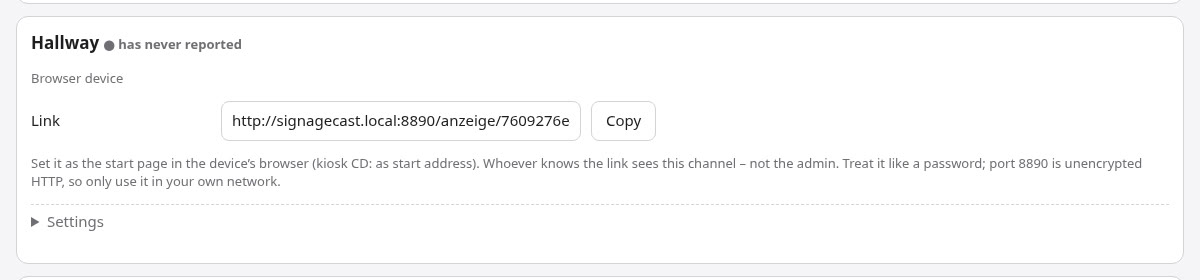 Hallway ● has never reported
Browser device
Link
http://signagecast.local:8890/anzeige/7609276e
Copy
Set it as the start page in the device’s browser (kiosk CD: as start address). Whoever knows the link sees this channel – not the admin. Treat it like a password; port 8890 is unencrypted
HTTP, so only use it in your own network.
▶ Settings